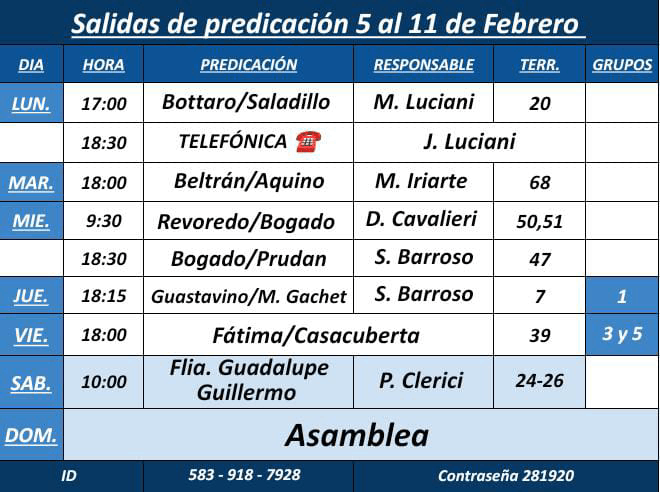 Salidas de predicación 5 al 11 de Febrero
DIA HORA PREDICACIÓN RESPONSABLE TERR. GRUPOS
LUN. 17:00 Bottaro/Saladillo M. Luciani 20
18:30 TELEFÓNICA ☎️ J. Luciani
MAR. 18:00 Beltrán/Aquino M. Iriarte 68
MIE. 9:30 Revoredo/Bogado D. Cavalieri 50,51
18:30 Bogado/Prudan S. Barroso 47
JUE. 18:15 Guastavino/M. Gachet S. Barroso 7 1
VIE. 18:00 Fátima/Casacuberta 39 3 y 5
SAB. 10:00 Flia. Guadalupe P. Clerici 24-26
Guillermo
DOM. Asamblea
ID 583 - 918 - 7928 Contraseña 281920